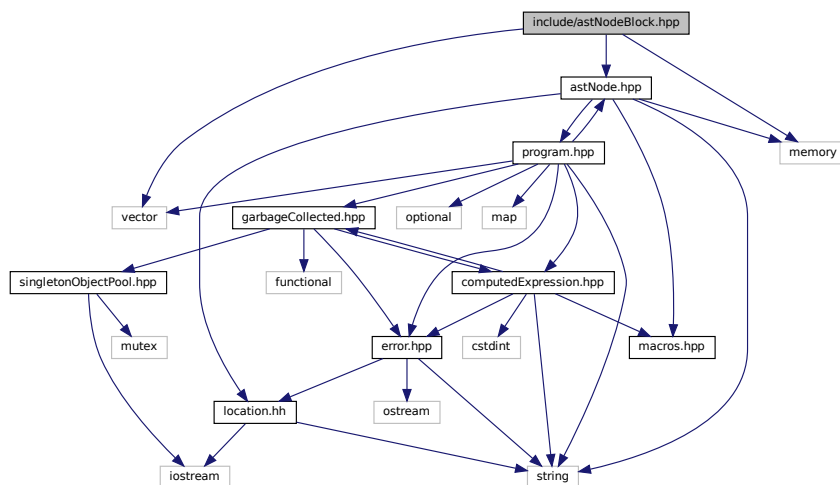 include/astNodeBlock.hpp
astNode.hpp
program.hpp
memory
vector
garbageCollected.hpp
optional
map
singletonObjectPool.hpp
functional
computedExpression.hpp
mutex
error.hpp
cstdint
macros.hpp
location.hh
ostream
iostream
string